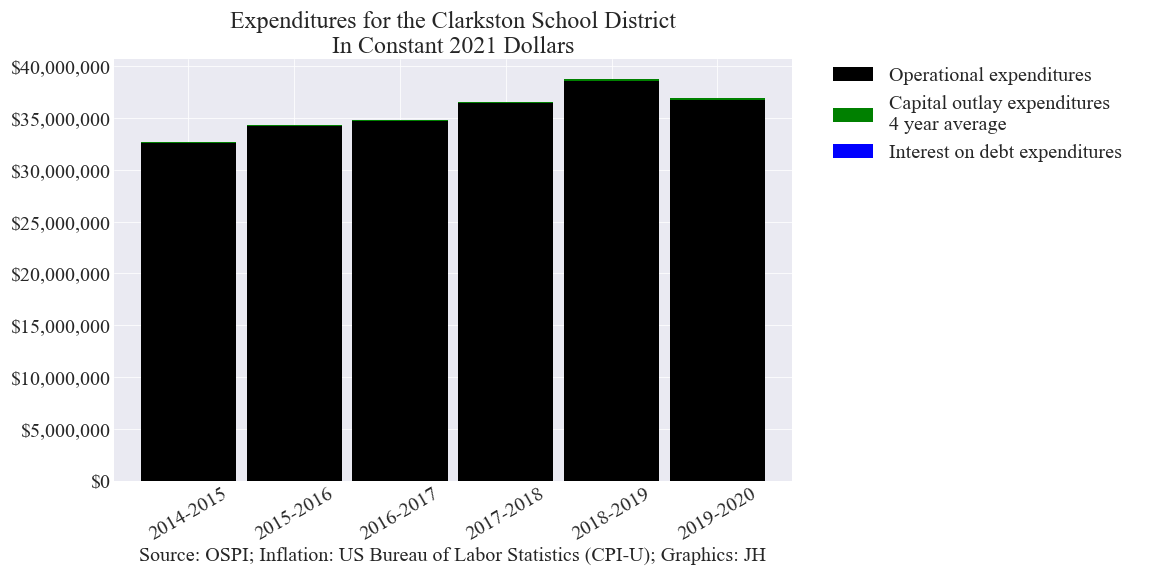 Expenditures for the Clarkston School District
In Constant 2021 Dollars
$40,000,000
$35,000,000
$30,000,000
$25,000,000
$20,000,000
$15,000,000
$10,000,000
$5,000,000
$0
Operational expenditures
Capital outlay expenditures
4 year average
Interest on debt expenditures
2014-2015
2015-2016
2016-2017
2017-2018
2018-2019
2019-2020
Source: OSPI; Inflation: US Bureau of Labor Statistics (CPI-U); Graphics: JH